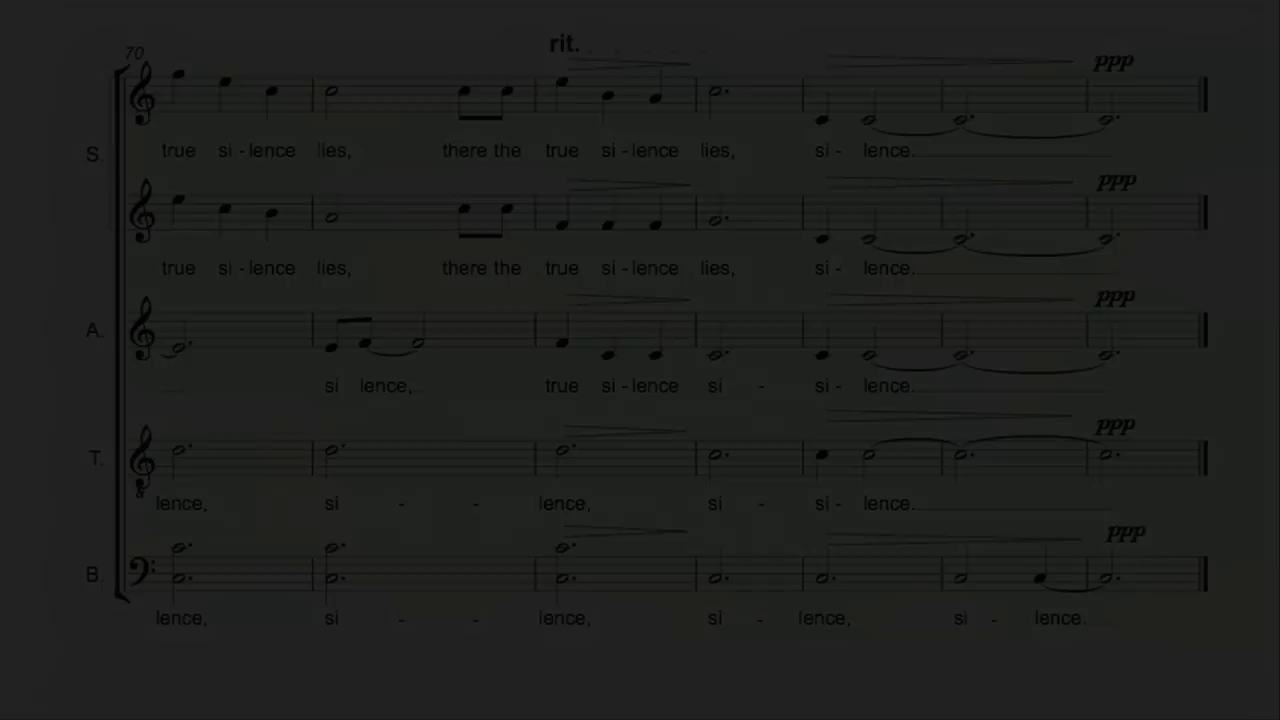 70
rit.
ppp
S.
true si - lence lies, there the true si - lence lies, si - lence.
ppp
true si - lence lies, there the true si - lence lies, si - lence.
ppp
A.
si lence, true si - lence si - si - lence.
ppp
T.
8
lence, si - - lence, si - si - lence.
ppp
B.
lence, si - - lence, si - lence, si - lence.